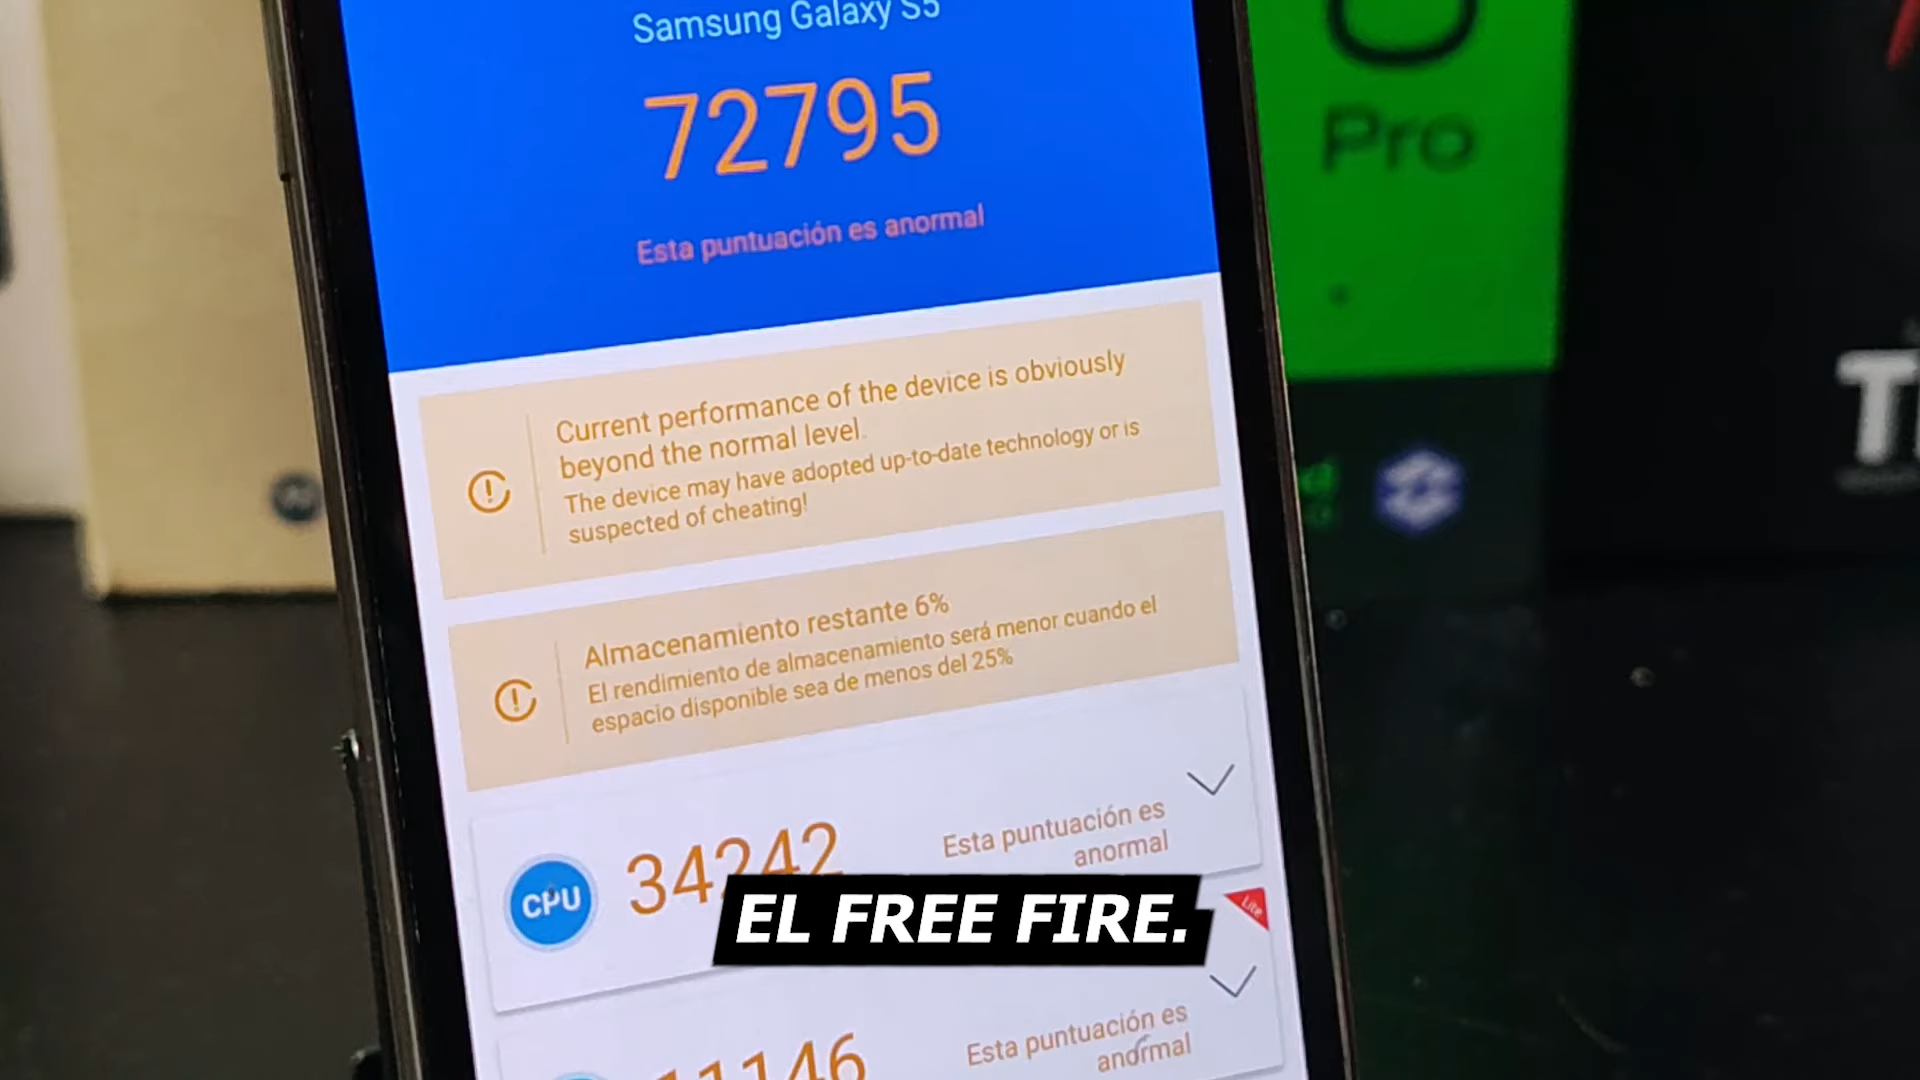 Samsung Galaxy S5
72795
Esta puntuación es anormal
Current performance of the device is obviously
beyond the normal level.
The device may have adopted up-to-date technology or is
suspected of cheating!
Almacenamiento restante 6%
El rendimiento de almacenamiento será menor cuando el
espacio disponible sea de menos del 25%
CPU
34242
Esta puntuación es
anormal
EL FREE FIRE.
Lite
11146
Esta puntuación es
anormal
Pro